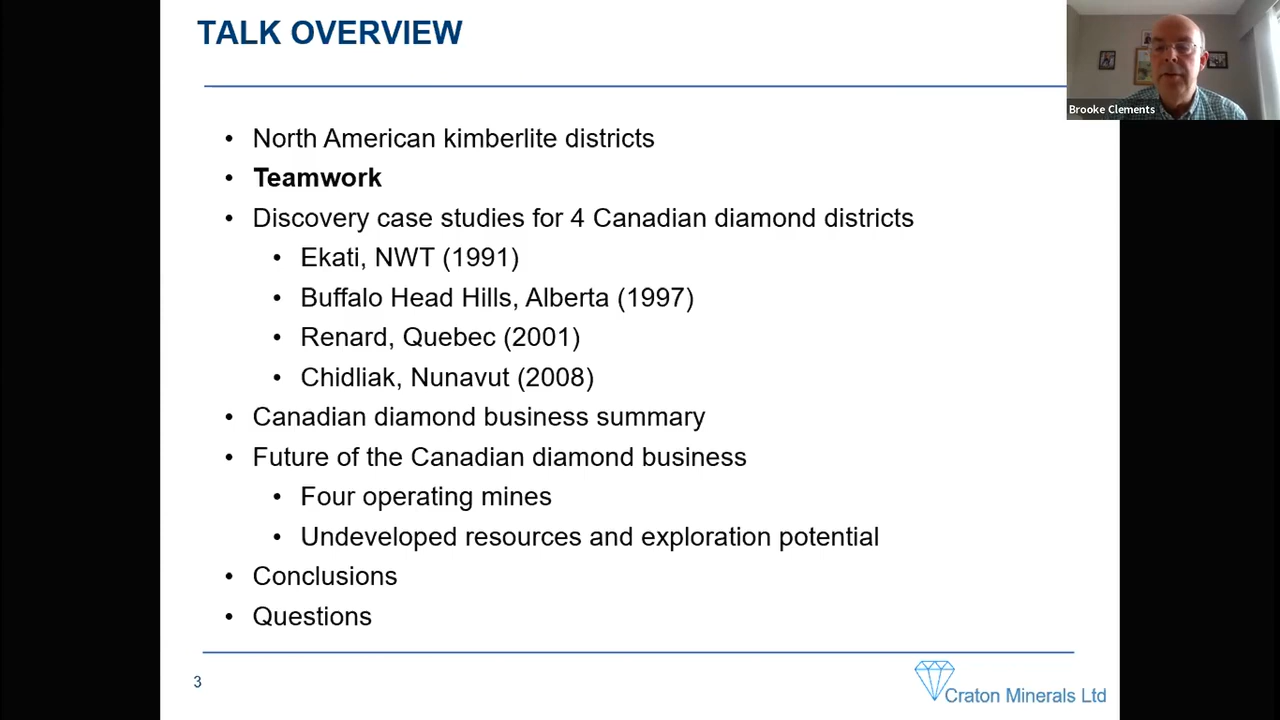 TALK OVERVIEW
Brooke Clements
• North American kimberlite districts
• Teamwork
• Discovery case studies for 4 Canadian diamond districts
• Ekati, NWT (1991)
• Buffalo Head Hills, Alberta (1997)
• Renard, Quebec (2001)
• Chidliak, Nunavut (2008)
• Canadian diamond business summary
• Future of the Canadian diamond business
• Four operating mines
• Undeveloped resources and exploration potential
• Conclusions
• Questions
3
Craton Minerals Ltd